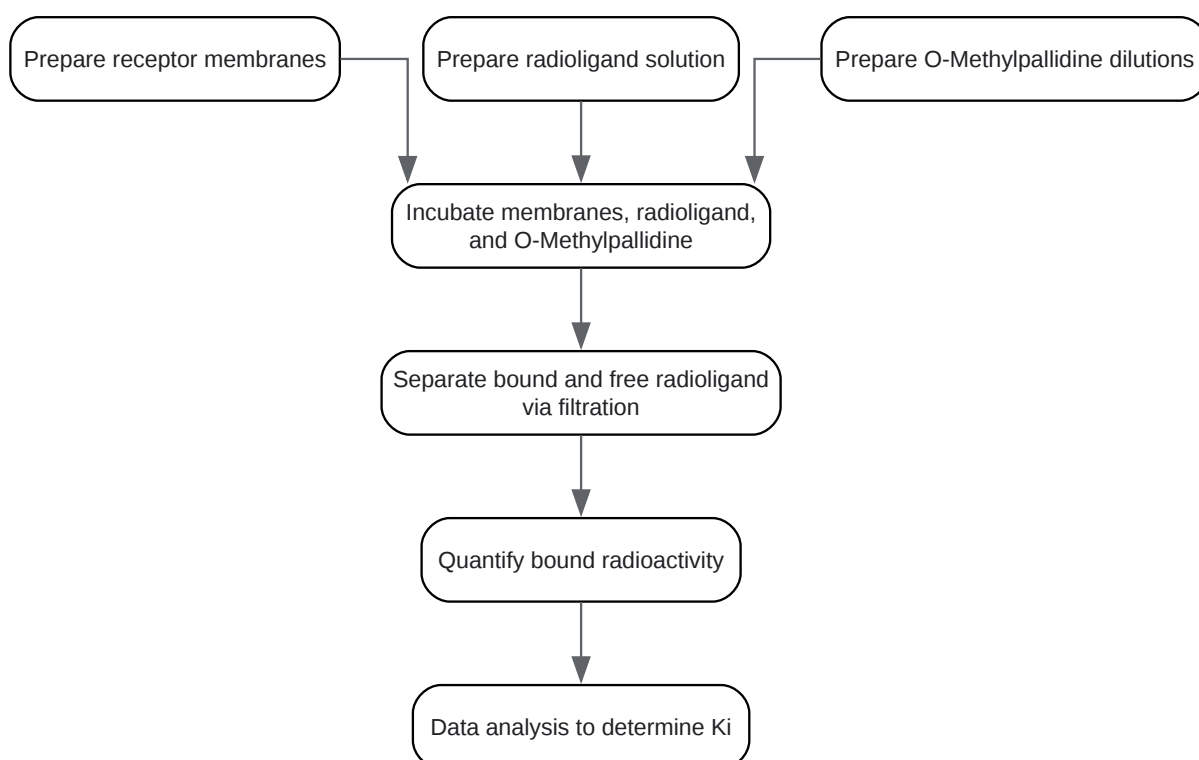 Prepare receptor membranes
Prepare radioligand solution
Prepare O-Methylpallidine dilutions
Incubate membranes, radioligand,
and O-Methylpallidine
Separate bound and free radioligand
via filtration
Quantify bound radioactivity
Data analysis to determine Ki